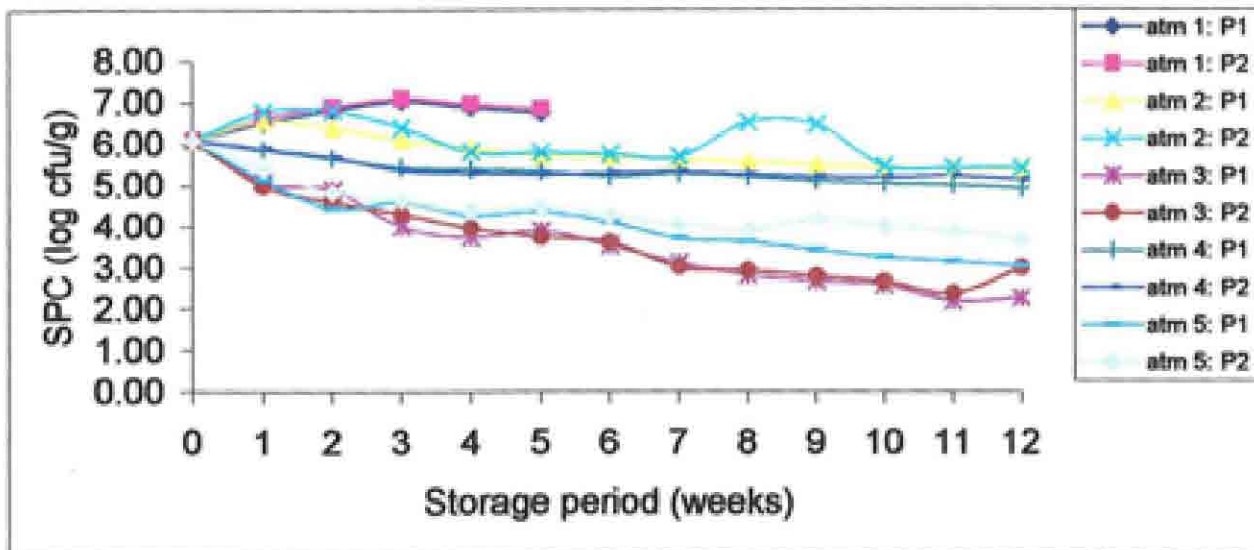 8.00
7.00
6.00
5.00
4.00
3.00
2.00
1.00
0.00
SPC (log cfu/g)
0 1 2 3 4 5 6 7 8 9 10 11 12
Storage period (weeks)
atm 1: P1
atm 1: P2
atm 2: P1
atm 2: P2
atm 3: P1
atm 3: P2
atm 4: P1
atm 4: P2
atm 5: P1
atm 5: P2